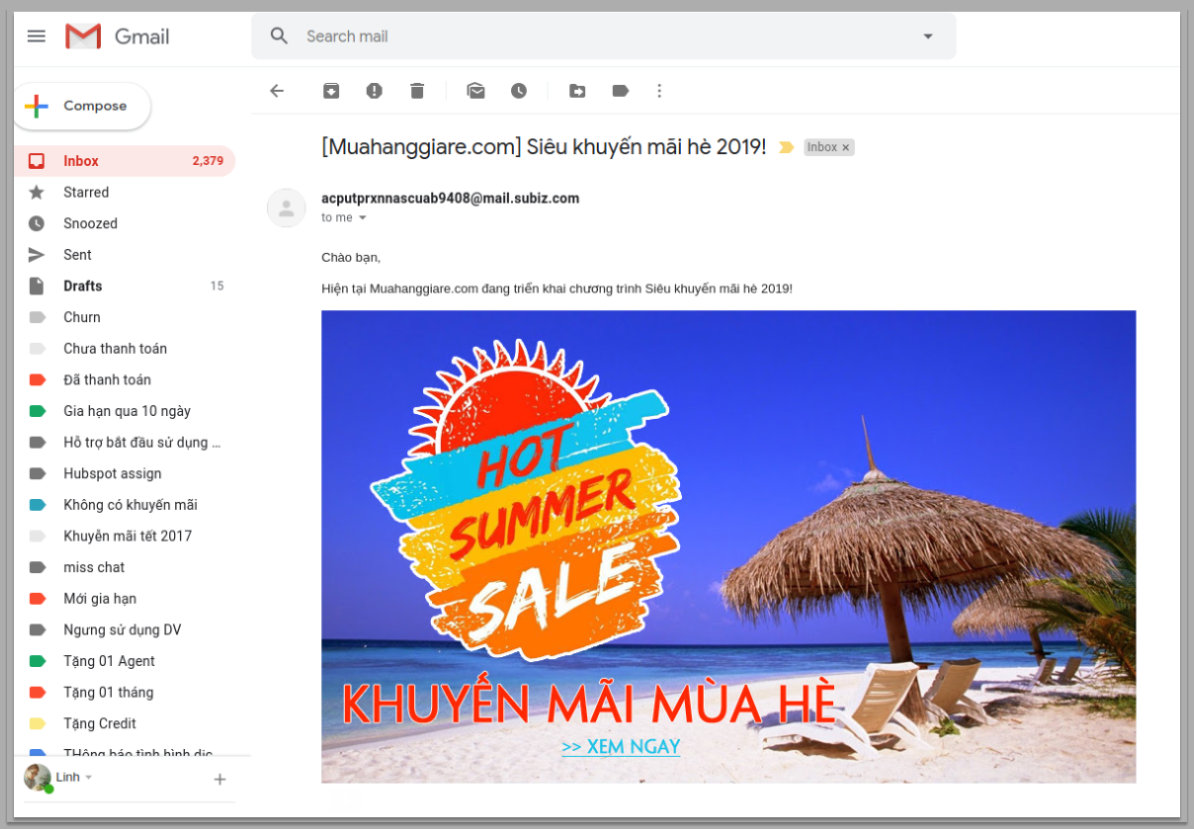 Gmail
Search mail
Compose
Inbox 2,379
Starred
Snoozed
Sent
Drafts 15
Churn
Chưa thanh toán
Đã thanh toán
Gia hạn qua 10 ngày
Hỗ trợ bắt đầu sử dụng ...
Hubspot assign
Không có khuyến mãi
Khuyễn mãi tết 2017
miss chat
Mới gia hạn
Ngưng sử dụng DV
Tặng 01 Agent
Tặng 01 tháng
Tặng Credit
THông báo tình hình dịc
Linh
[Muahanggiare.com] Siêu khuyến mãi hè 2019!
Inbox x
acputprxnnascuab9408@mail.subiz.com
to me
Chào bạn,
Hiện tại Muahanggiare.com đang triển khai chương trình Siêu khuyến mãi hè 2019!
HOT
SUMMER
SALE
KHUYẾN MÃI MÙA HÈ
>> XEM NGAY